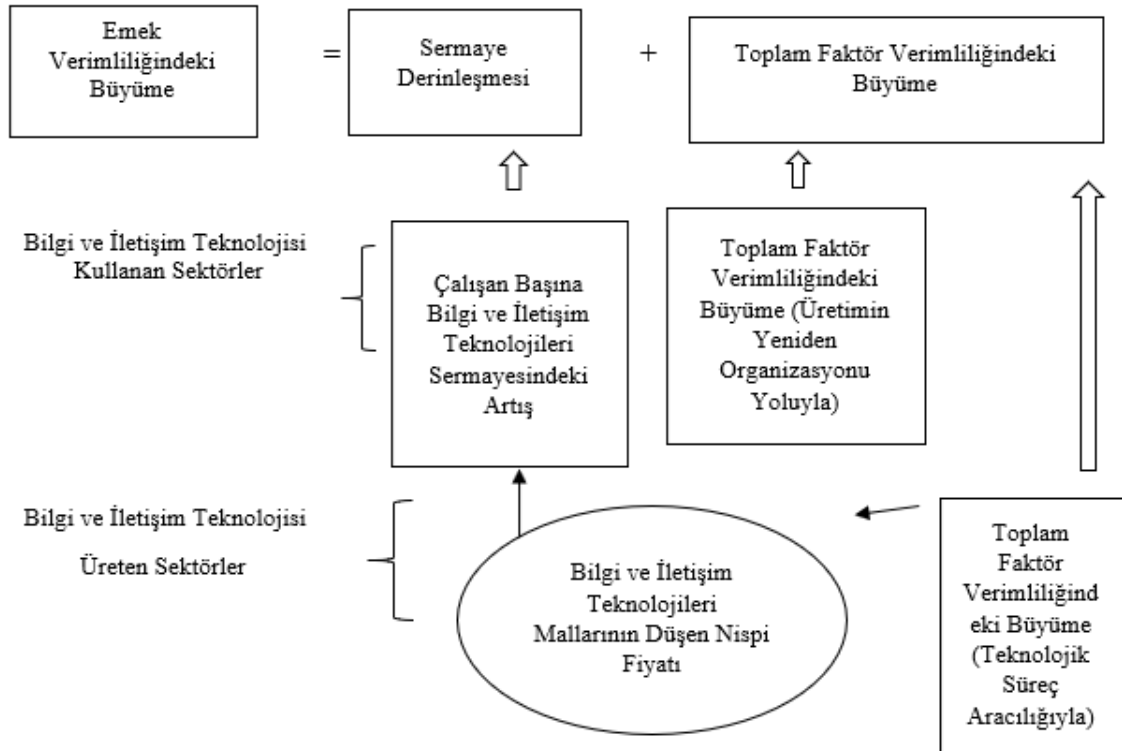 Emek
Verimliliğindeki
Büyüme
=
Sermaye
Derinleşmesi
+
Toplam Faktör Verimliliğindeki
Büyüme
Bilgi ve İletişim Teknolojisi
Kullanan Sektörler
Çalışan Başına
Bilgi ve İletişim
Teknolojileri
Sermayesindeki
Artış
Toplam Faktör
Verimliliğindeki
Büyüme (Üretimin
Yeniden
Organizasyonu
Yoluyla)
Bilgi ve İletişim Teknolojisi
Üreten Sektörler
Bilgi ve İletişim
Teknolojileri
Mallarının Düşen Nispi
Fiyatı
Toplam
Faktör
Verimliliğind
eki Büyüme
(Teknolojik
Süreç
Aracılığıyla)